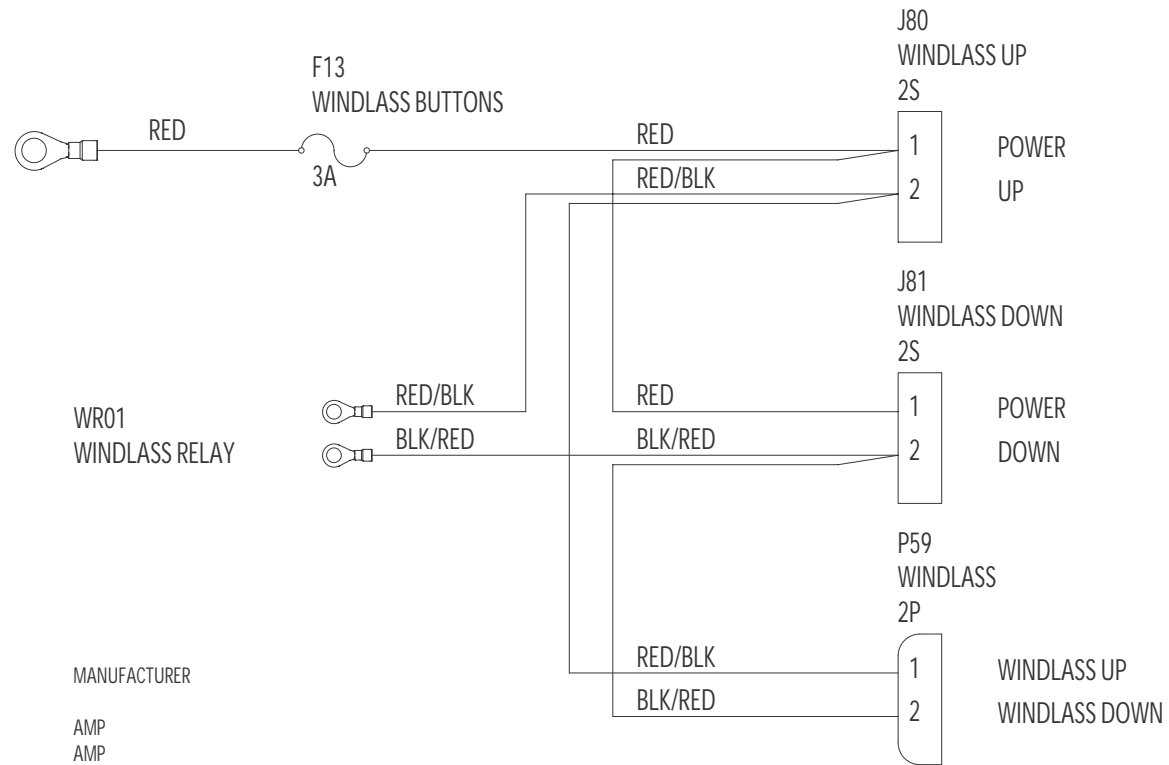 J80
WINDLASS UP
2S
F13
WINDLASS BUTTONS
RED
3A
RED
1
POWER
RED/BLK
2
UP
J81
WINDLASS DOWN
2S
WR01
WINDLASS RELAY
RED/BLK
RED
1
POWER
BLK/RED
BLK/RED
2
DOWN
P59
WINDLASS
2P
RED/BLK
1
WINDLASS UP
BLK/RED
2
WINDLASS DOWN
MANUFACTURER
AMP
AMP